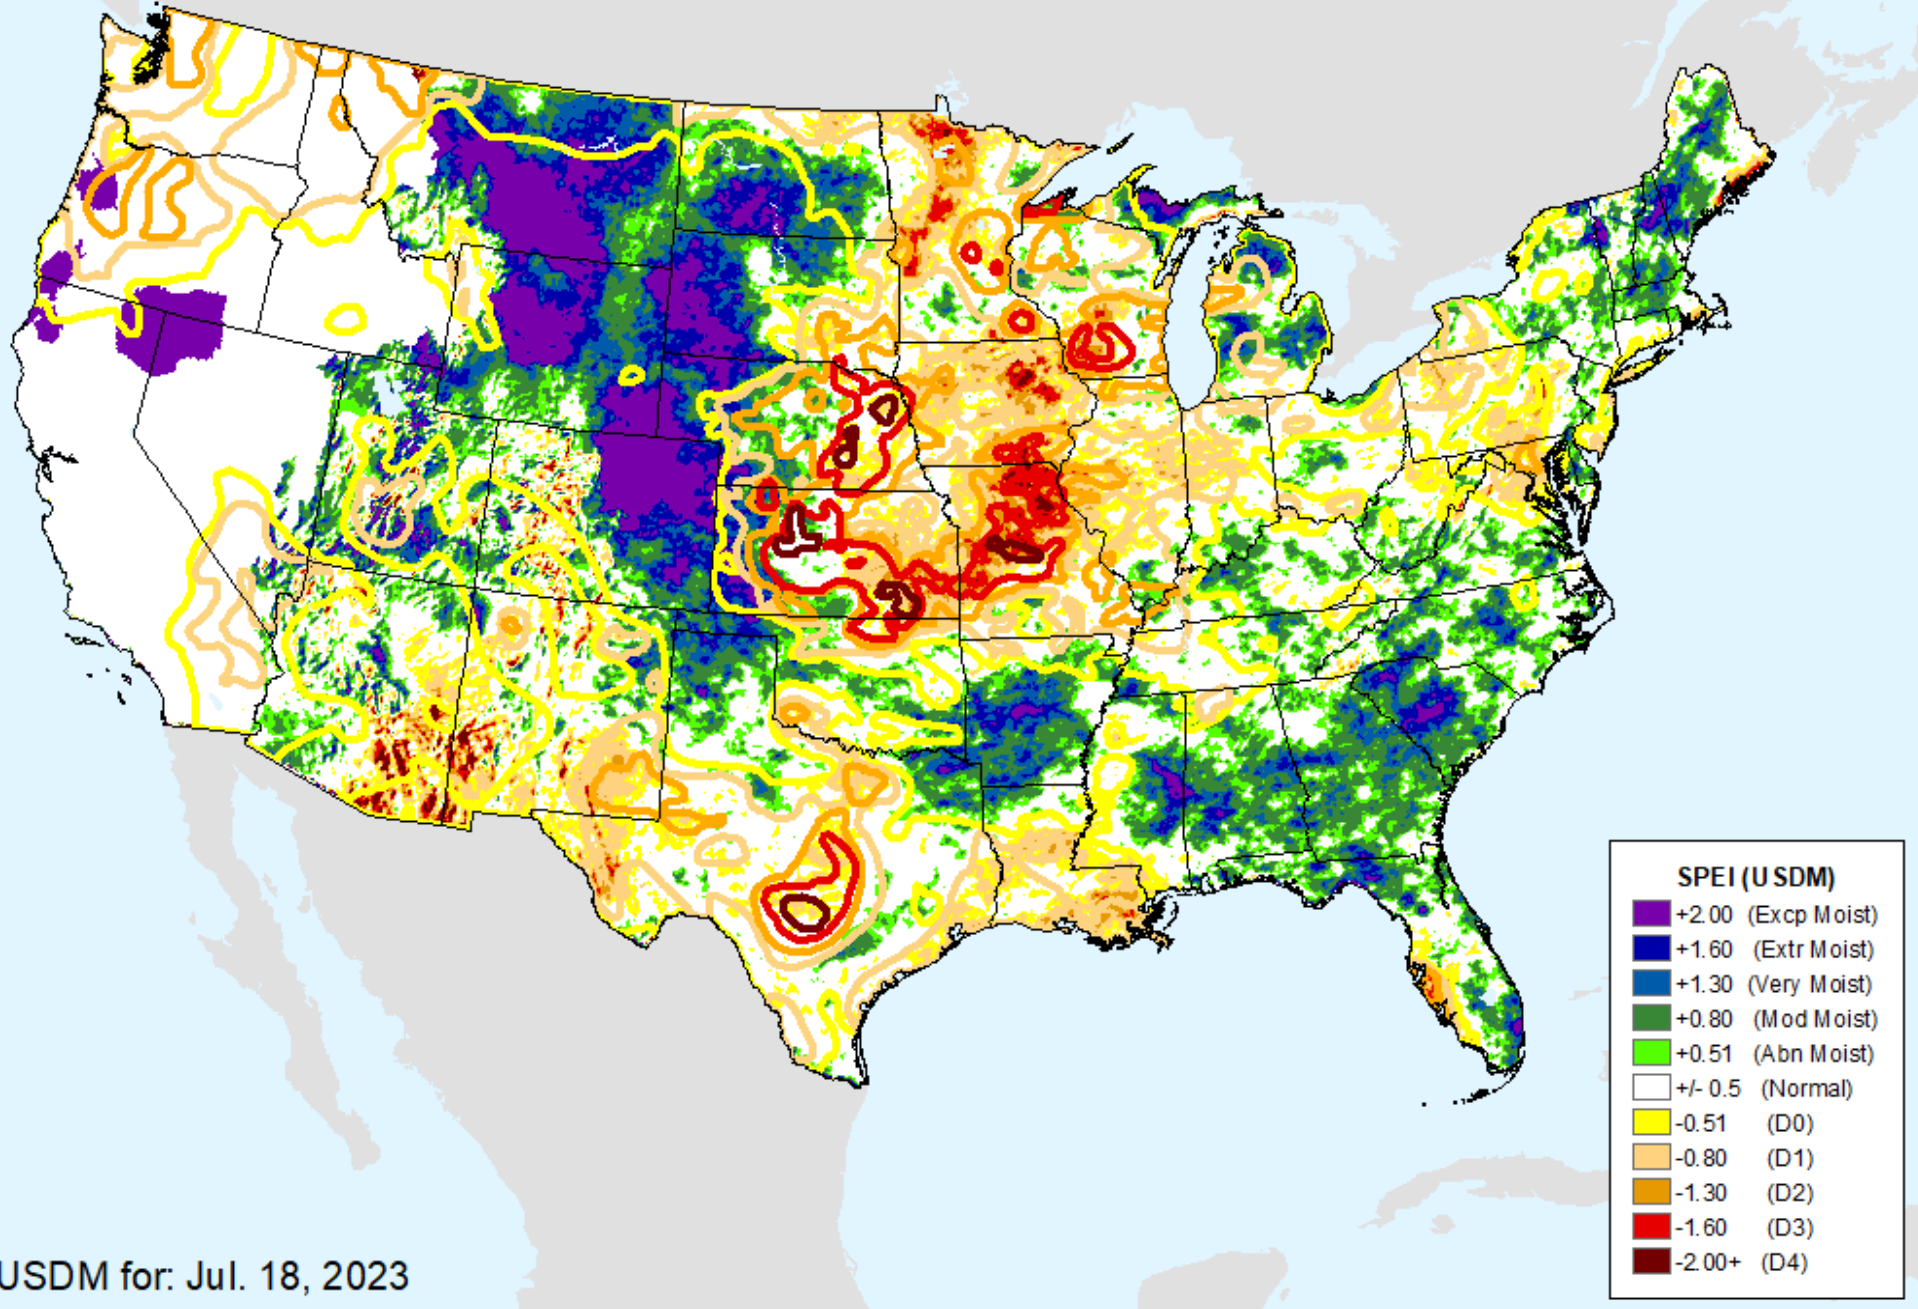 SPEI (USDM)
+2.00 (Excp Moist)
+1.60 (Extr Moist)
+1.30 (Very Moist)
+0.80 (Mod Moist)
+0.51 (Abn Moist)
+/- 0.5 (Normal)
-0.51 (D0)
-0.80 (D1)
-1.30 (D2)
-1.60 (D3)
-2.00+ (D4)
USDM for: Jul. 18, 2023